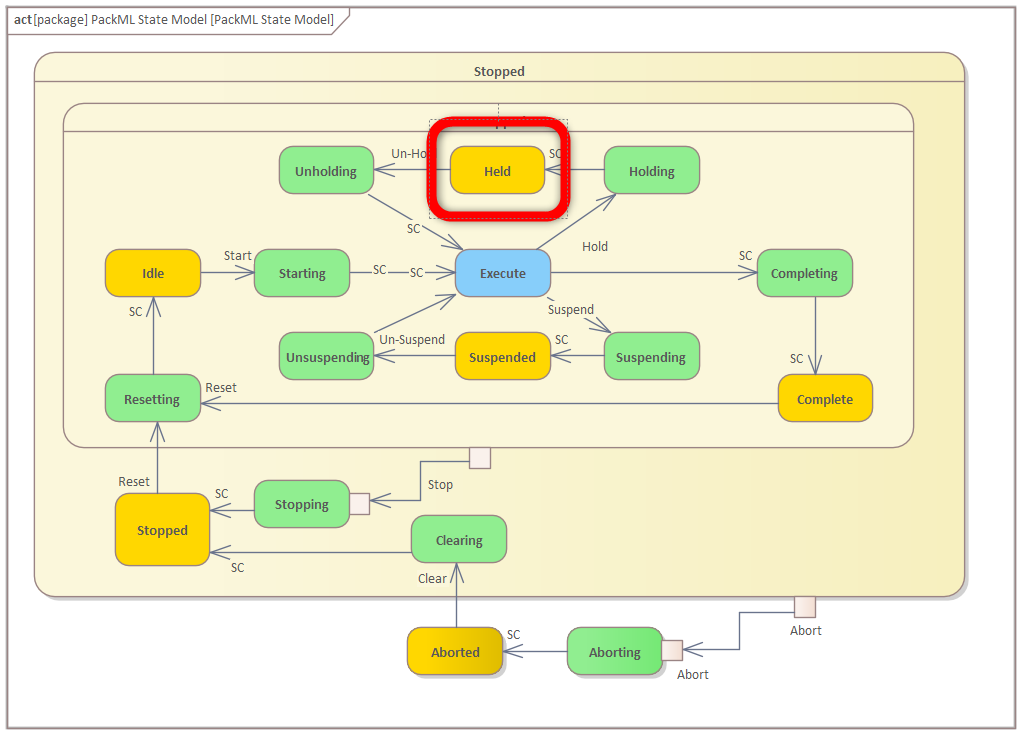 act [package] PackML State Model [PackML State Model]
Stopped
Unholding
Un-Ho
Held
SC
Holding
SC
Hold
Idle
Start
Starting
SC
SC
Execute
SC
Completing
SC
Suspend
Unsuspending
Un-Suspend
Suspended
SC
Suspending
SC
Resetting
Reset
Complete
Reset
Stopped
SC
Stopping
Stop
Clearing
SC
Clear
Abort
Aborted
SC
Aborting
Abort